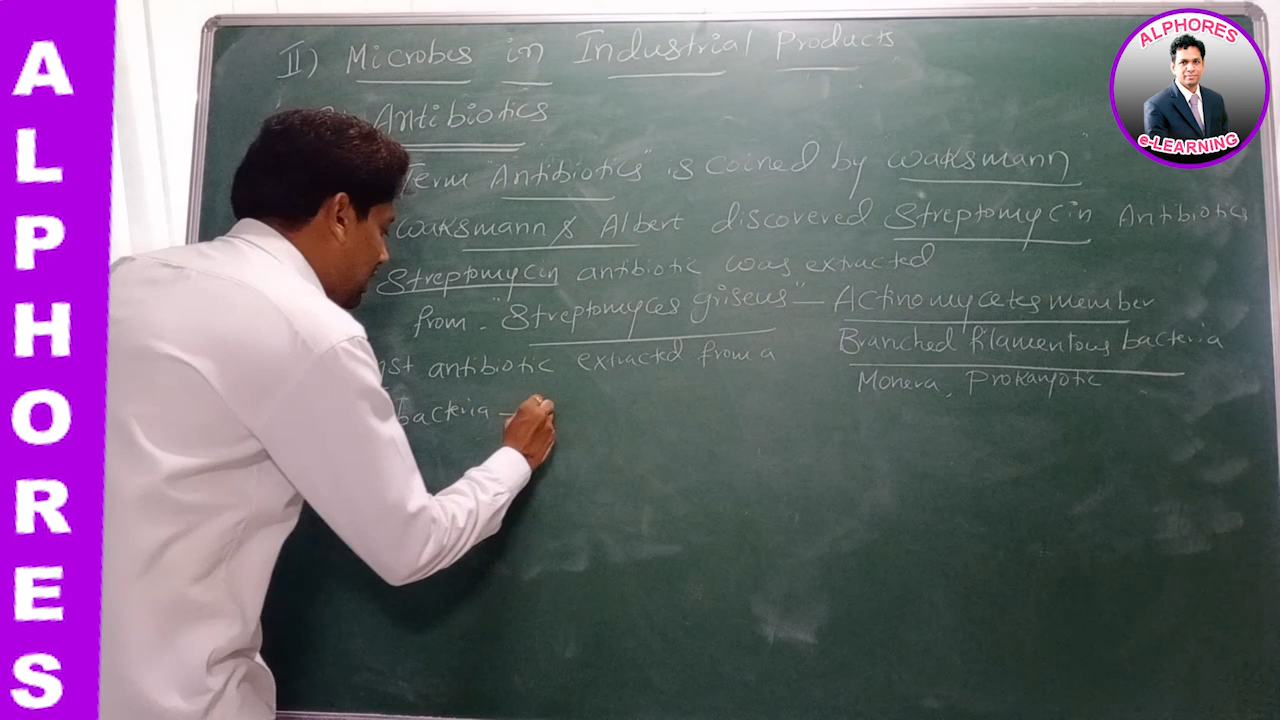 ALPHORES
II) Microbes in Industrial Products
Antibiotics
Term "Antibiotics" is coined by Waksmann
Waksmann & Albert discovered Streptomycin Antibiotics
Streptomycin antibiotic was extracted
from - "Streptomyces griseus" — Actinomycetes member
Branched filamentous bacteria
Monera, Prokaryotic
1st antibiotic extracted from a
bacteria —
ALPHORES
e-LEARNING